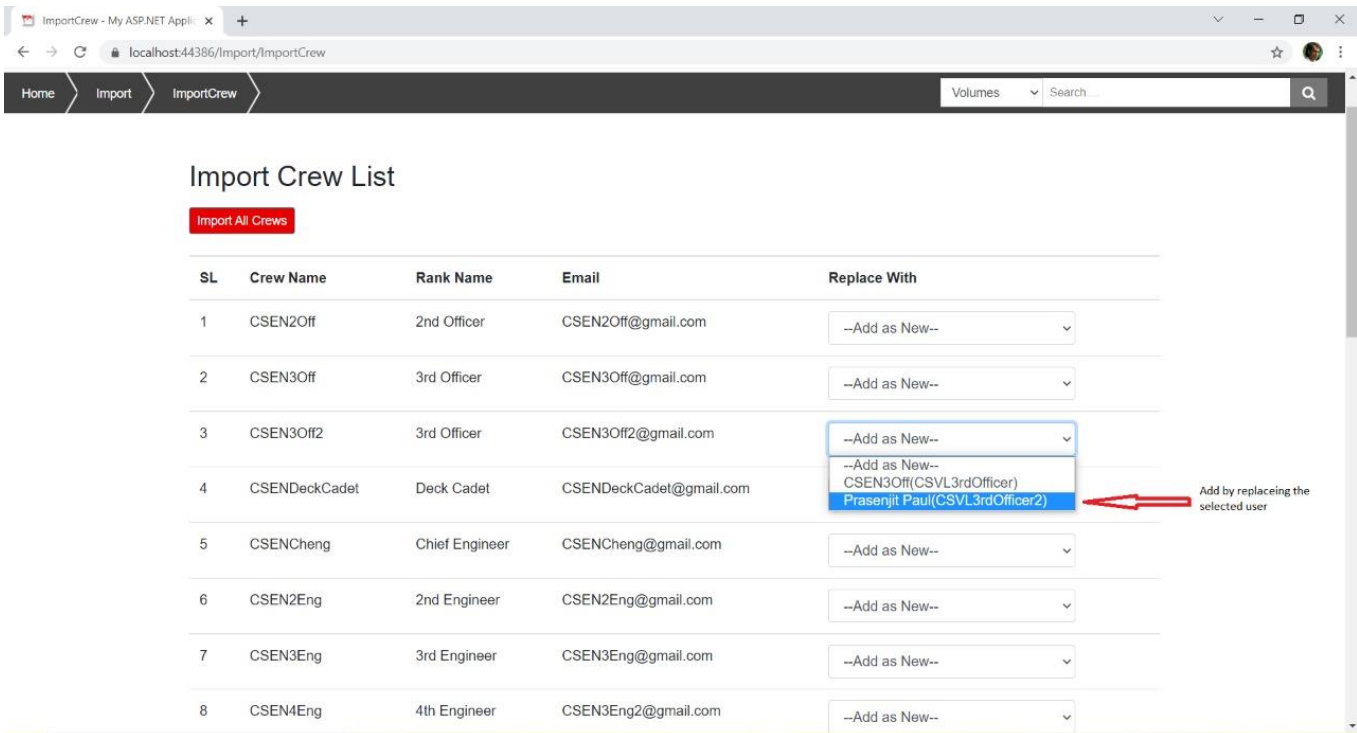 ImportCrew - My ASP.NET Applic
localhost:44386/Import/ImportCrew
Home Import ImportCrew Volumes Search....
Import Crew List
Import All Crews
SL Crew Name Rank Name Email Replace With
1 CSEN2Off 2nd Officer CSEN2Off@gmail.com --Add as New--
2 CSEN3Off 3rd Officer CSEN3Off@gmail.com --Add as New--
3 CSEN3Off2 3rd Officer CSEN3Off2@gmail.com --Add as New--
--Add as New--
CSEN3Off(CSVL3rdOfficer)
Prasenjit Paul(CSVL3rdOfficer2)
Add by replaceing the
selected user
4 CSENDeckCadet Deck Cadet CSENDeckCadet@gmail.com
5 CSENCheng Chief Engineer CSENCheng@gmail.com --Add as New--
6 CSEN2Eng 2nd Engineer CSEN2Eng@gmail.com --Add as New--
7 CSEN3Eng 3rd Engineer CSEN3Eng@gmail.com --Add as New--
8 CSEN4Eng 4th Engineer CSEN3Eng2@gmail.com --Add as New--